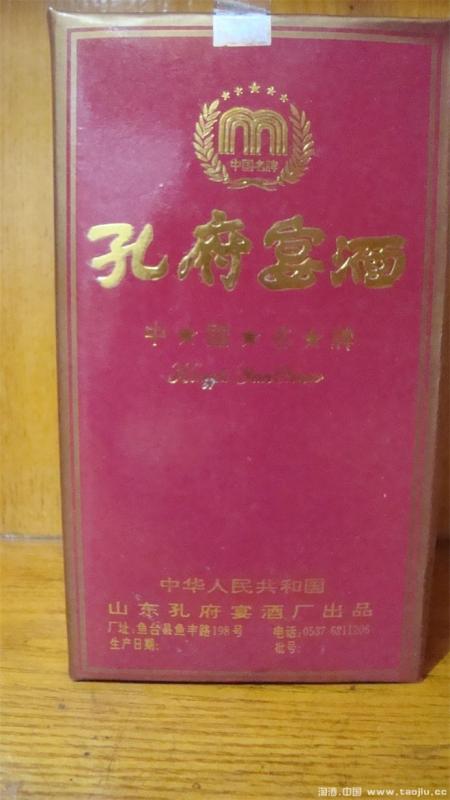 中国名牌
孔府宴酒
中★国★名★牌
中华人民共和国
山东孔府宴酒厂出品
厂址:鱼台县鱼丰路198号 电话:0537-6211206
生产日期: 批号:
淘酒.中国 www.taojiu.cc